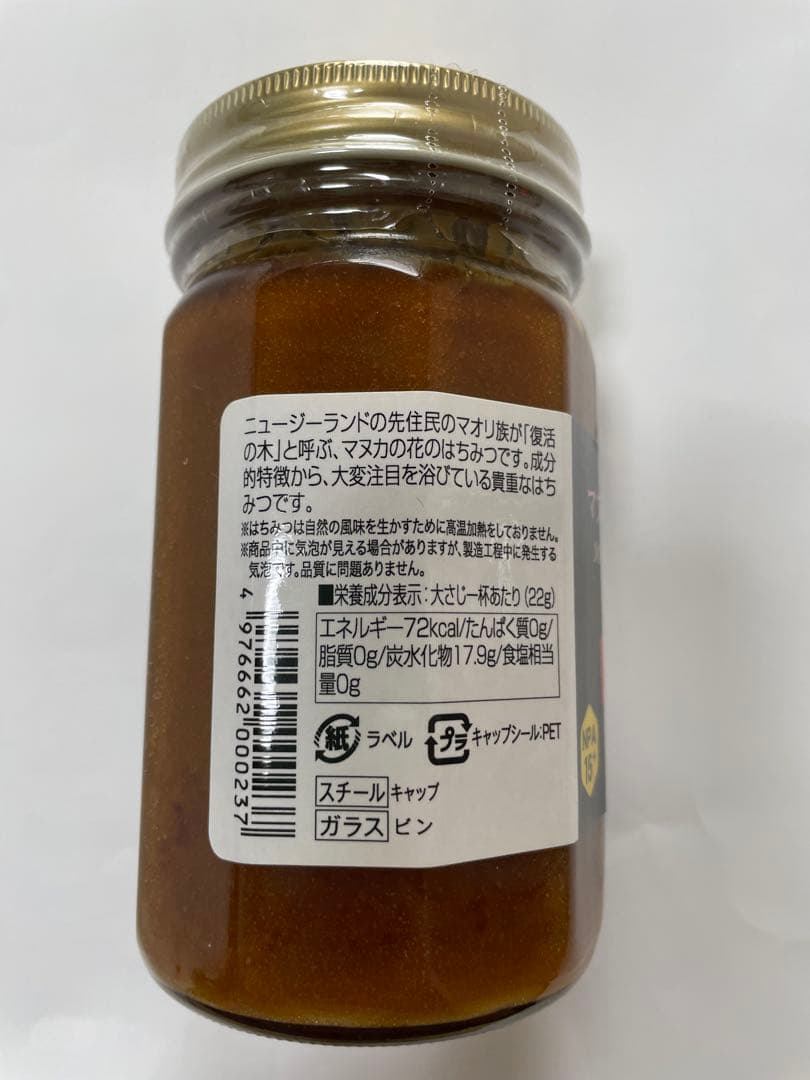 ニュージーランドの先住民のマオリ族が「復活
の木」と呼ぶ、マヌカの花のはちみつです。成分
的特徴から、大変注目を浴びている貴重なはち
みつです。
※はちみつは自然の風味を生かすために高温加熱をしておりません。
※商品中に気泡が見える場合がありますが、製造工程中に発生する
気泡です。品質に問題ありません。
■栄養成分表示：大さじ一杯あたり(22g)
エネルギー72kcal/たんぱく質0g/
脂質0g/炭水化物17.9g/食塩相当
量0g
紙 ラベル プラ キャップシール:PET
スチール キャップ
ガラス ビン
4 976662 000237
マ
NPA
15+